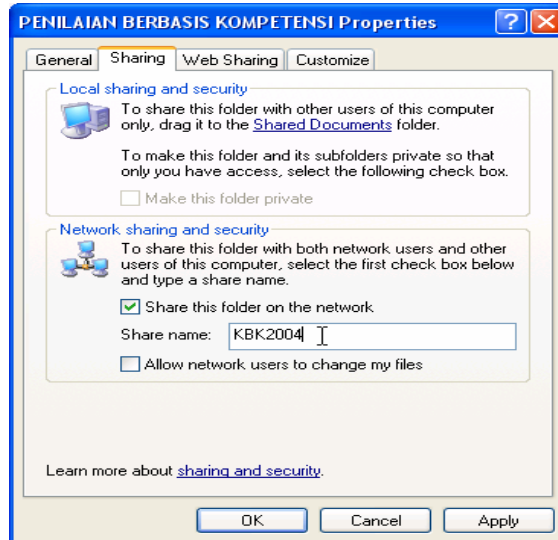 PENILAIAN BERBASIS KOMPETENSI Properties
General Sharing Web Sharing Customize
Local sharing and security
To share this folder with other users of this computer
only, drag it to the Shared Documents folder.
To make this folder and its subfolders private so that
only you have access, select the following check box.
Make this folder private
Network sharing and security
To share this folder with both network users and other
users of this computer, select the first check box below
and type a share name.
Share this folder on the network
Share name: KBK2004
Allow network users to change my files
Learn more about sharing and security.
OK Cancel Apply